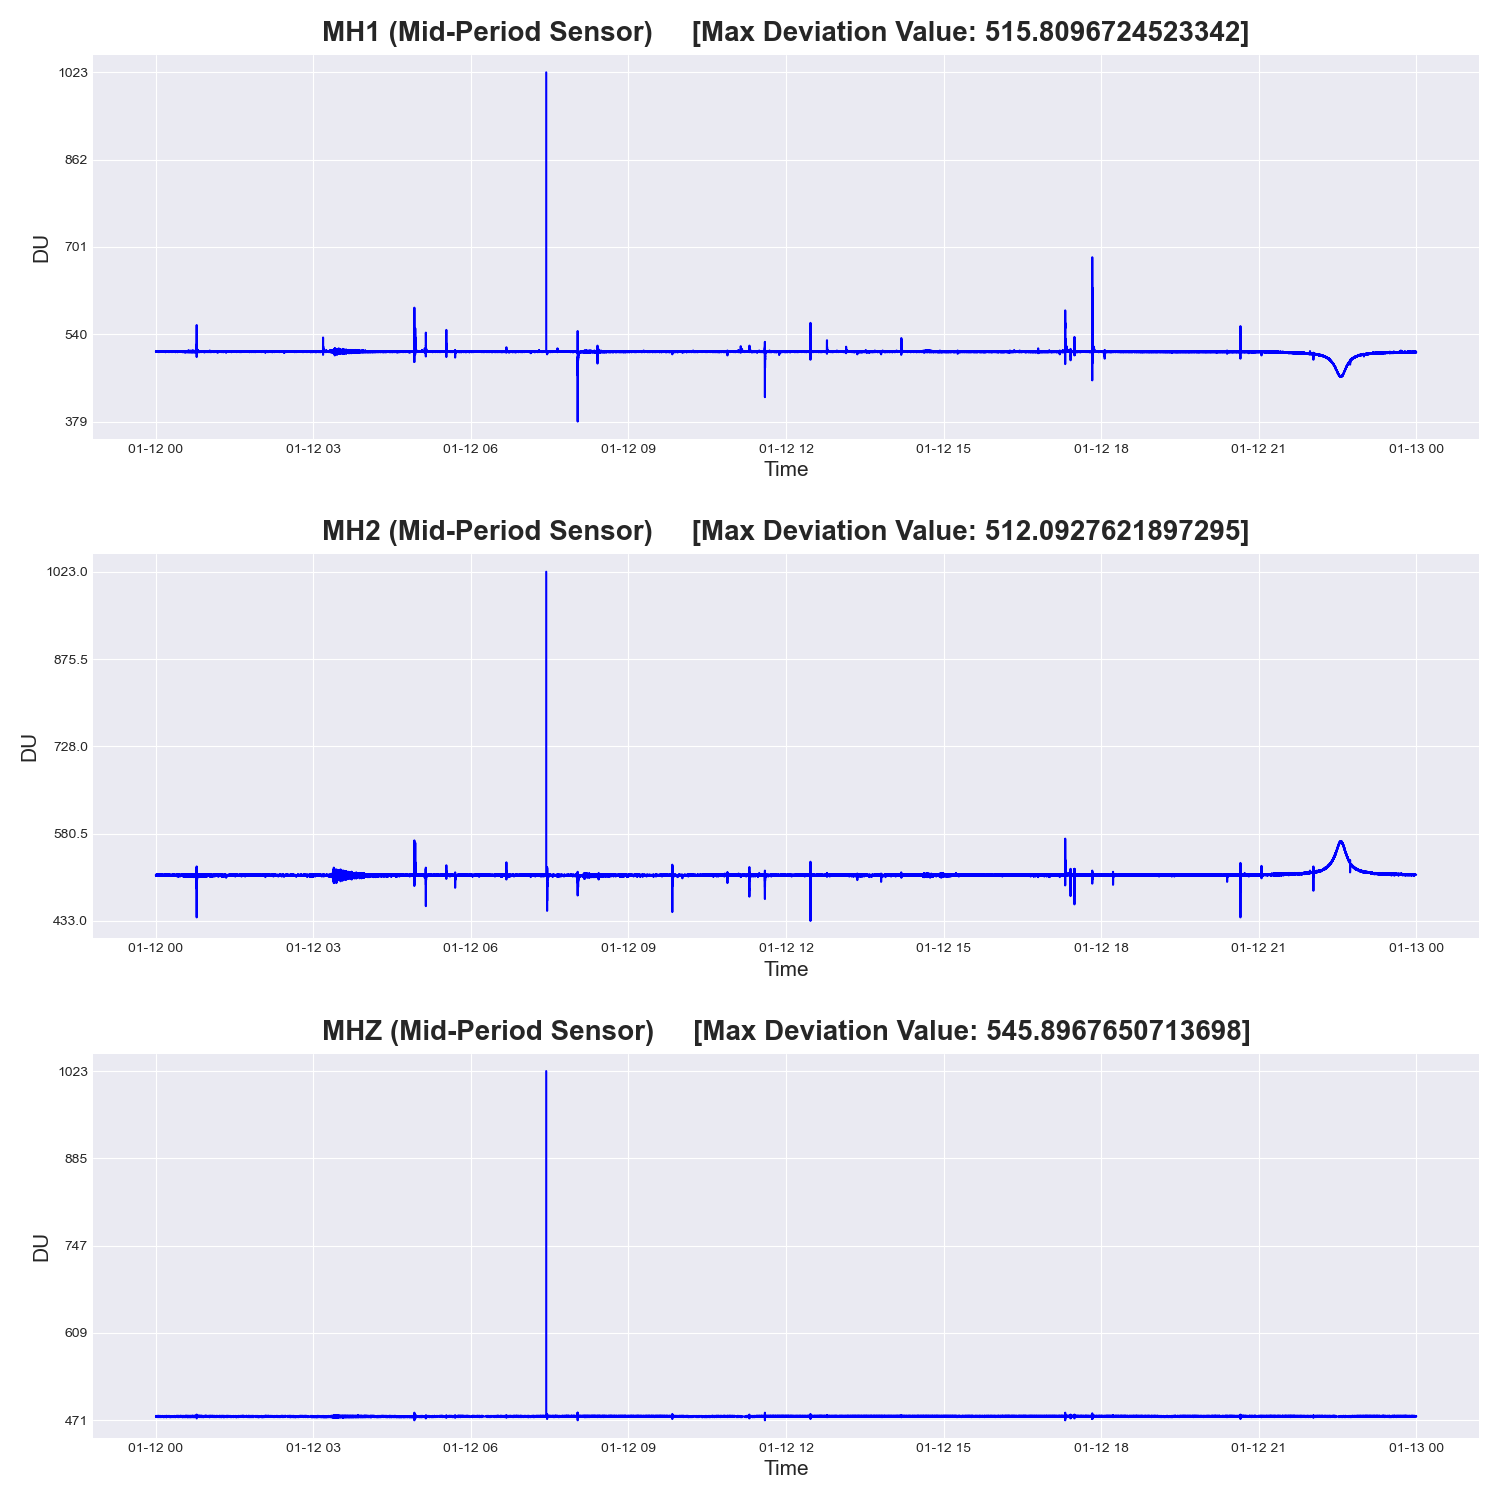 MH1 (Mid-Period Sensor) [Max Deviation Value: 515.8096724523342]
1023
862
701
540
379
DU
01-12 00 01-12 03 01-12 06 01-12 09 01-12 12 01-12 15 01-12 18 01-12 21 01-13 00
Time
MH2 (Mid-Period Sensor) [Max Deviation Value: 512.0927621897295]
1023.0
875.5
728.0
580.5
433.0
DU
01-12 00 01-12 03 01-12 06 01-12 09 01-12 12 01-12 15 01-12 18 01-12 21 01-13 00
Time
MHZ (Mid-Period Sensor) [Max Deviation Value: 545.8967650713698]
1023
885
747
609
471
DU
01-12 00 01-12 03 01-12 06 01-12 09 01-12 12 01-12 15 01-12 18 01-12 21 01-13 00
Time